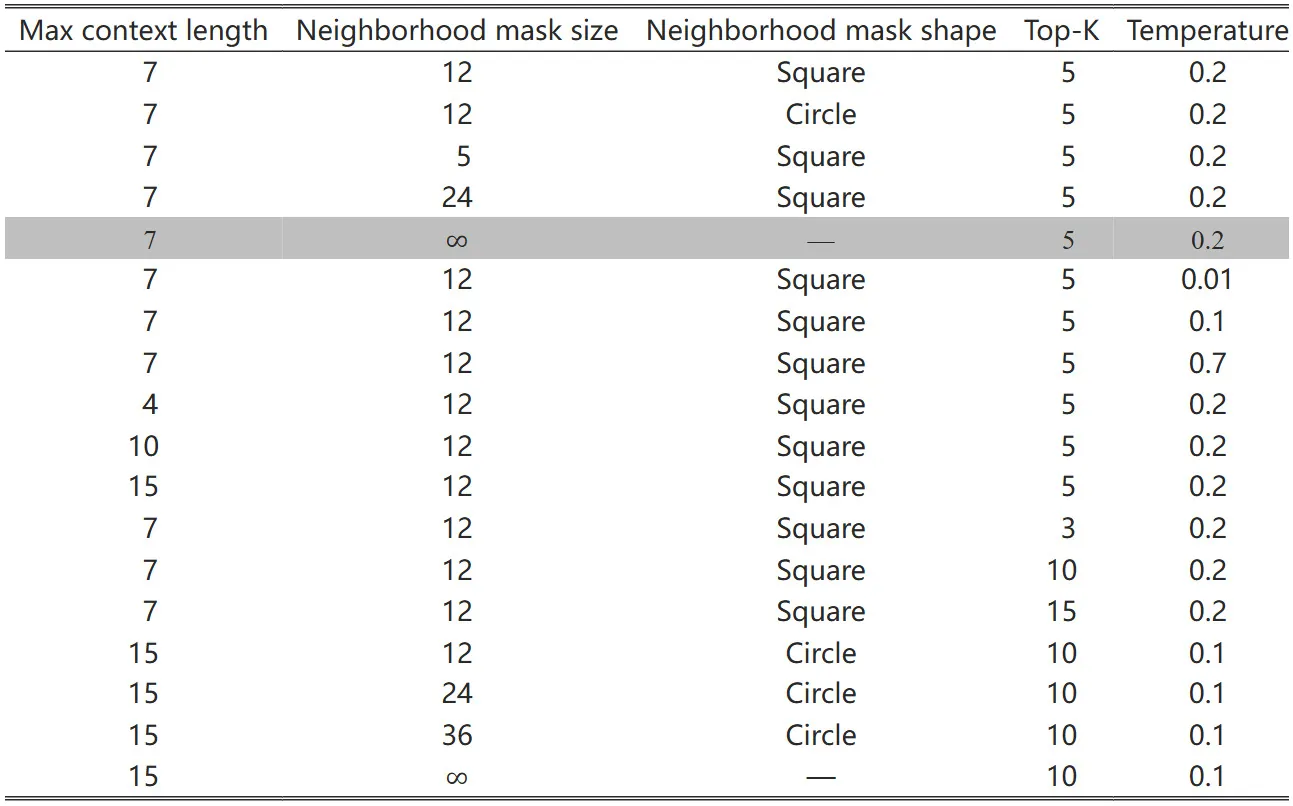 Max context length Neighborhood mask size Neighborhood mask shape Top-K Temperature
7 12 Square 5 0.2
7 12 Circle 5 0.2
7 5 Square 5 0.2
7 24 Square 5 0.2
7 ∞ — 5 0.2
7 12 Square 5 0.01
7 12 Square 5 0.1
7 12 Square 5 0.7
4 12 Square 5 0.2
10 12 Square 5 0.2
15 12 Square 5 0.2
7 12 Square 3 0.2
7 12 Square 10 0.2
7 12 Square 15 0.2
15 12 Circle 10 0.1
15 24 Circle 10 0.1
15 36 Circle 10 0.1
15 ∞ — 10 0.1